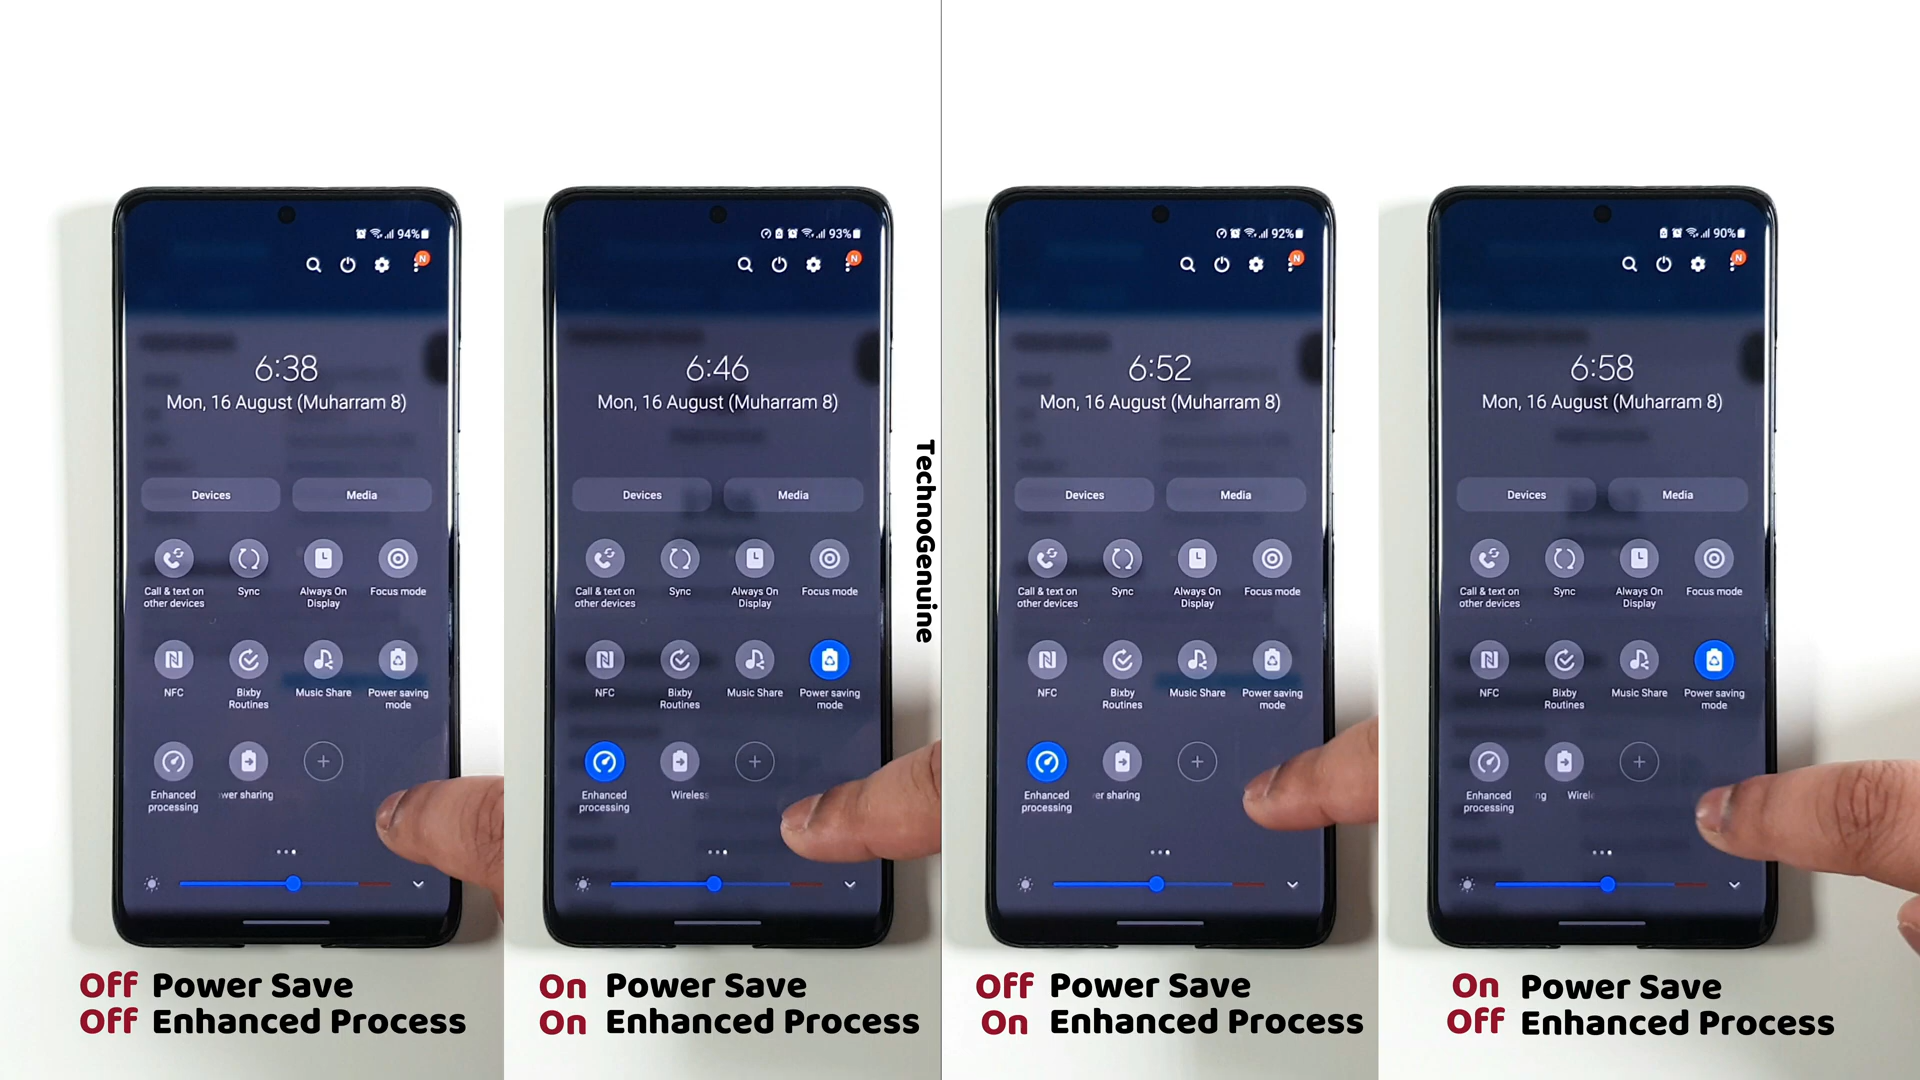 94%
N
6:38
Mon, 16 August (Muharram 8)
Devices
Media
Call & text on
other devices
Sync
Always On
Display
Focus mode
NFC
Bixby
Routines
Music Share
Power saving
mode
Enhanced
processing
wer sharing
Off Power Save
Off Enhanced Process
93%
N
6:46
Mon, 16 August (Muharram 8)
Devices
Media
Call & text on
other devices
Sync
Always On
Display
Focus mode
NFC
Bixby
Routines
Music Share
Power saving
mode
Enhanced
processing
Wireless
On Power Save
On Enhanced Process
TechnoGenuine
92%
N
6:52
Mon, 16 August (Muharram 8)
Devices
Media
Call & text on
other devices
Sync
Always On
Display
Focus mode
NFC
Bixby
Routines
Music Share
Power saving
mode
Enhanced
processing
er sharing
Off Power Save
On Enhanced Process
90%
N
6:58
Mon, 16 August (Muharram 8)
Devices
Media
Call & text on
other devices
Sync
Always On
Display
Focus mode
NFC
Bixby
Routines
Music Share
Power saving
mode
Enhanced
processing
ng Wirel
On Power Save
Off Enhanced Process